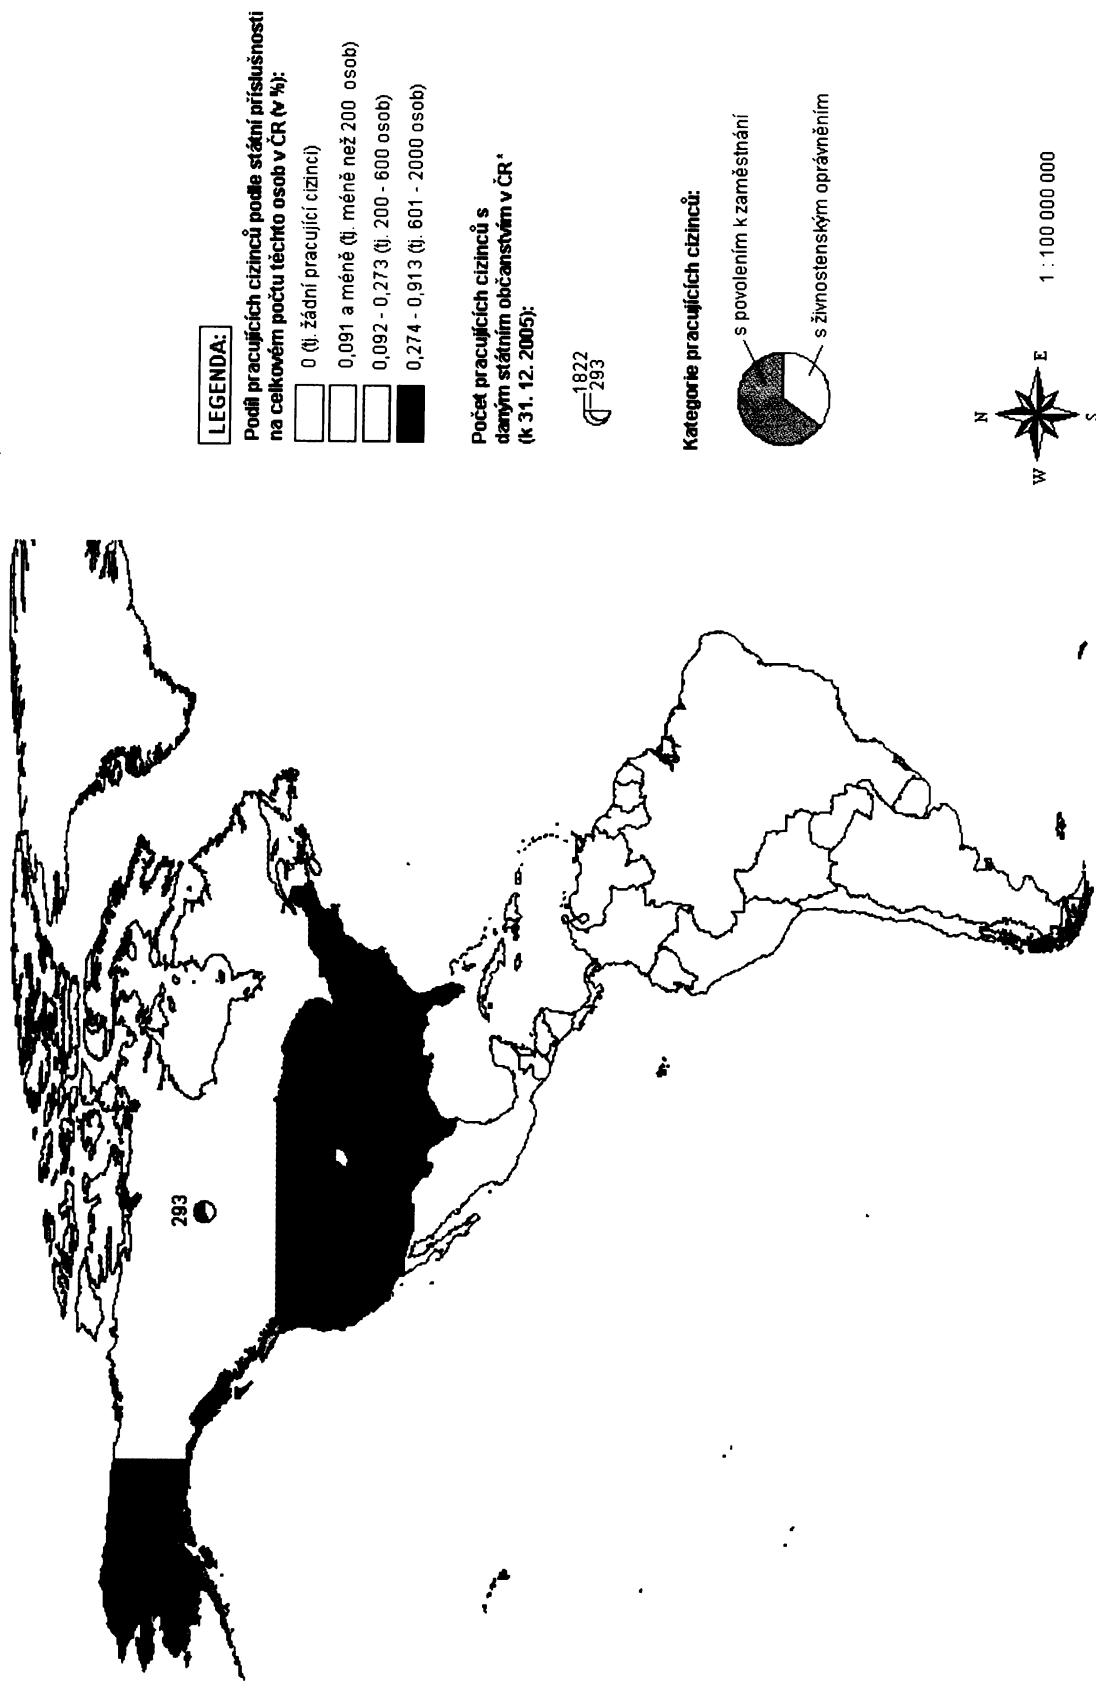 LEGENDA:
Podíl pracujících cizinců podle státní příslušnosti
na celkovém počtu těchto osob v ČR (v %):
0 (tj. žádní pracující cizinci)
0,091 a méně (tj. méně než 200 osob)
0,092 - 0,273 (tj. 200 - 600 osob)
0,274 - 0,913 (tj. 601 - 2000 osob)
Počet pracujících cizinců s
daným státním občanstvím v ČR*
(k 31. 12. 2005):
1822
293
Kategorie pracujících cizinců:
s povolením k zaměstnání
s živnostenským oprávněním
N
W
E
S
1 : 100 000 000
293